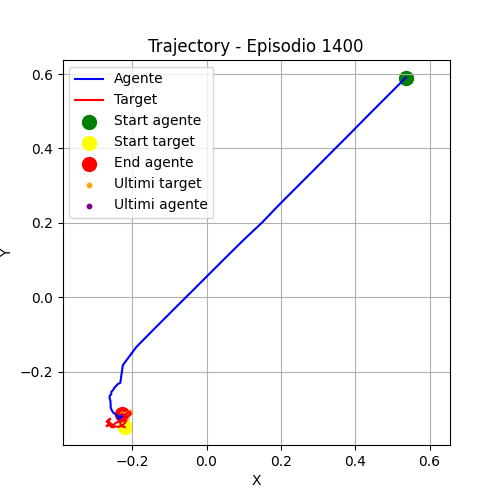 Trajectory - Episodio 1400
Agente
Target
Start agente
Start target
End agente
Ultimi target
Ultimi agente
0.6
0.4
0.2
0.0
−0.2
Y
−0.2
0.0
0.2
0.4
0.6
X